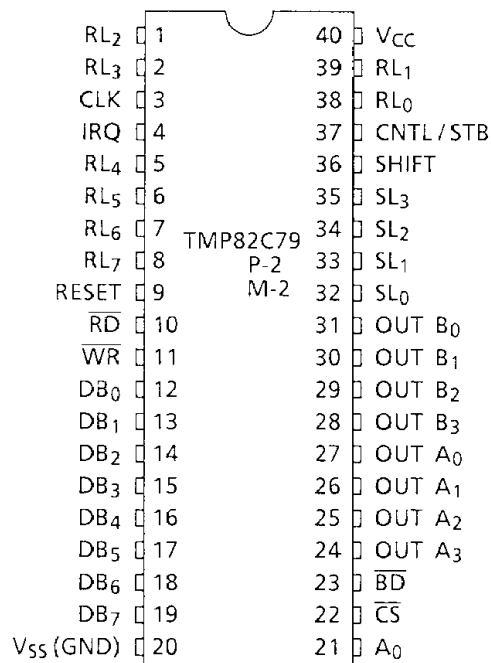 RL2 1 40 VCC
RL3 2 39 RL1
CLK 3 38 RL0
IRQ 4 37 CNTL / STB
RL4 5 36 SHIFT
RL5 6 35 SL3
RL6 7 34 SL2
TMP82C79
RL7 8 33 SL1
P-2
RESET 9 32 SL0
M-2
RD 10 31 OUT B0
WR 11 30 OUT B1
DB0 12 29 OUT B2
DB1 13 28 OUT B3
DB2 14 27 OUT A0
DB3 15 26 OUT A1
DB4 16 25 OUT A2
DB5 17 24 OUT A3
DB6 18 23 BD
DB7 19 22 CS
VSS (GND) 20 21 A0